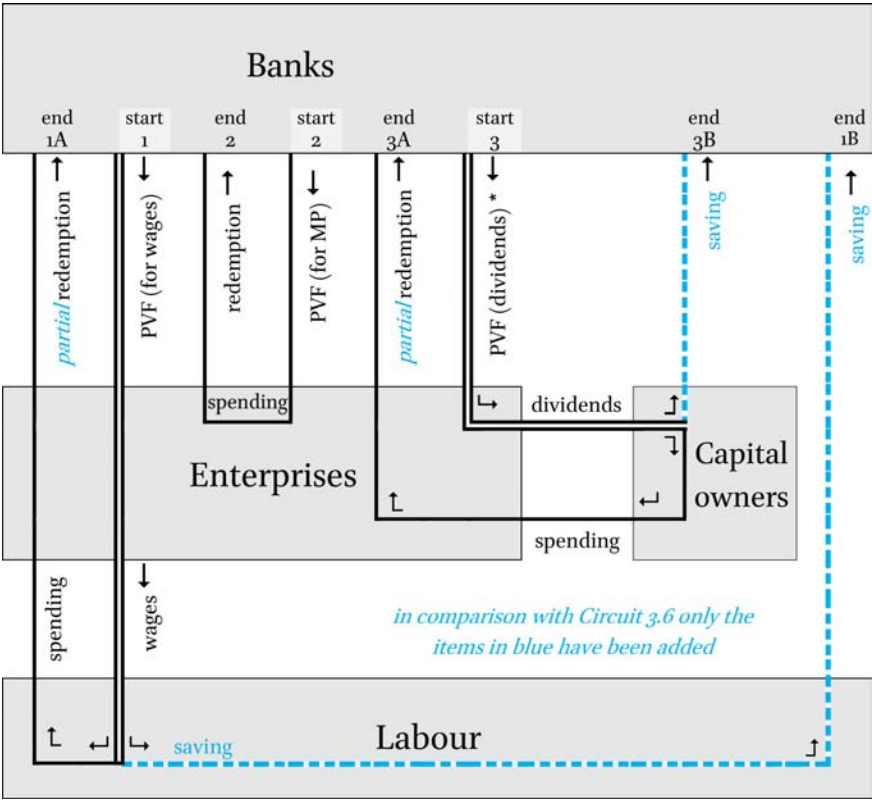 Banks
end
1A
start
1
end
2
start
2
end
3A
start
3
end
3B
end
1B
partial redemption
PVF (for wages)
redemption
PVF (for MP)
partial redemption
PVF (dividends) *
saving
saving
spending
dividends
Enterprises
Capital
owners
spending
spending
wages
in comparison with Circuit 3.6 only the
items in blue have been added
saving
Labour